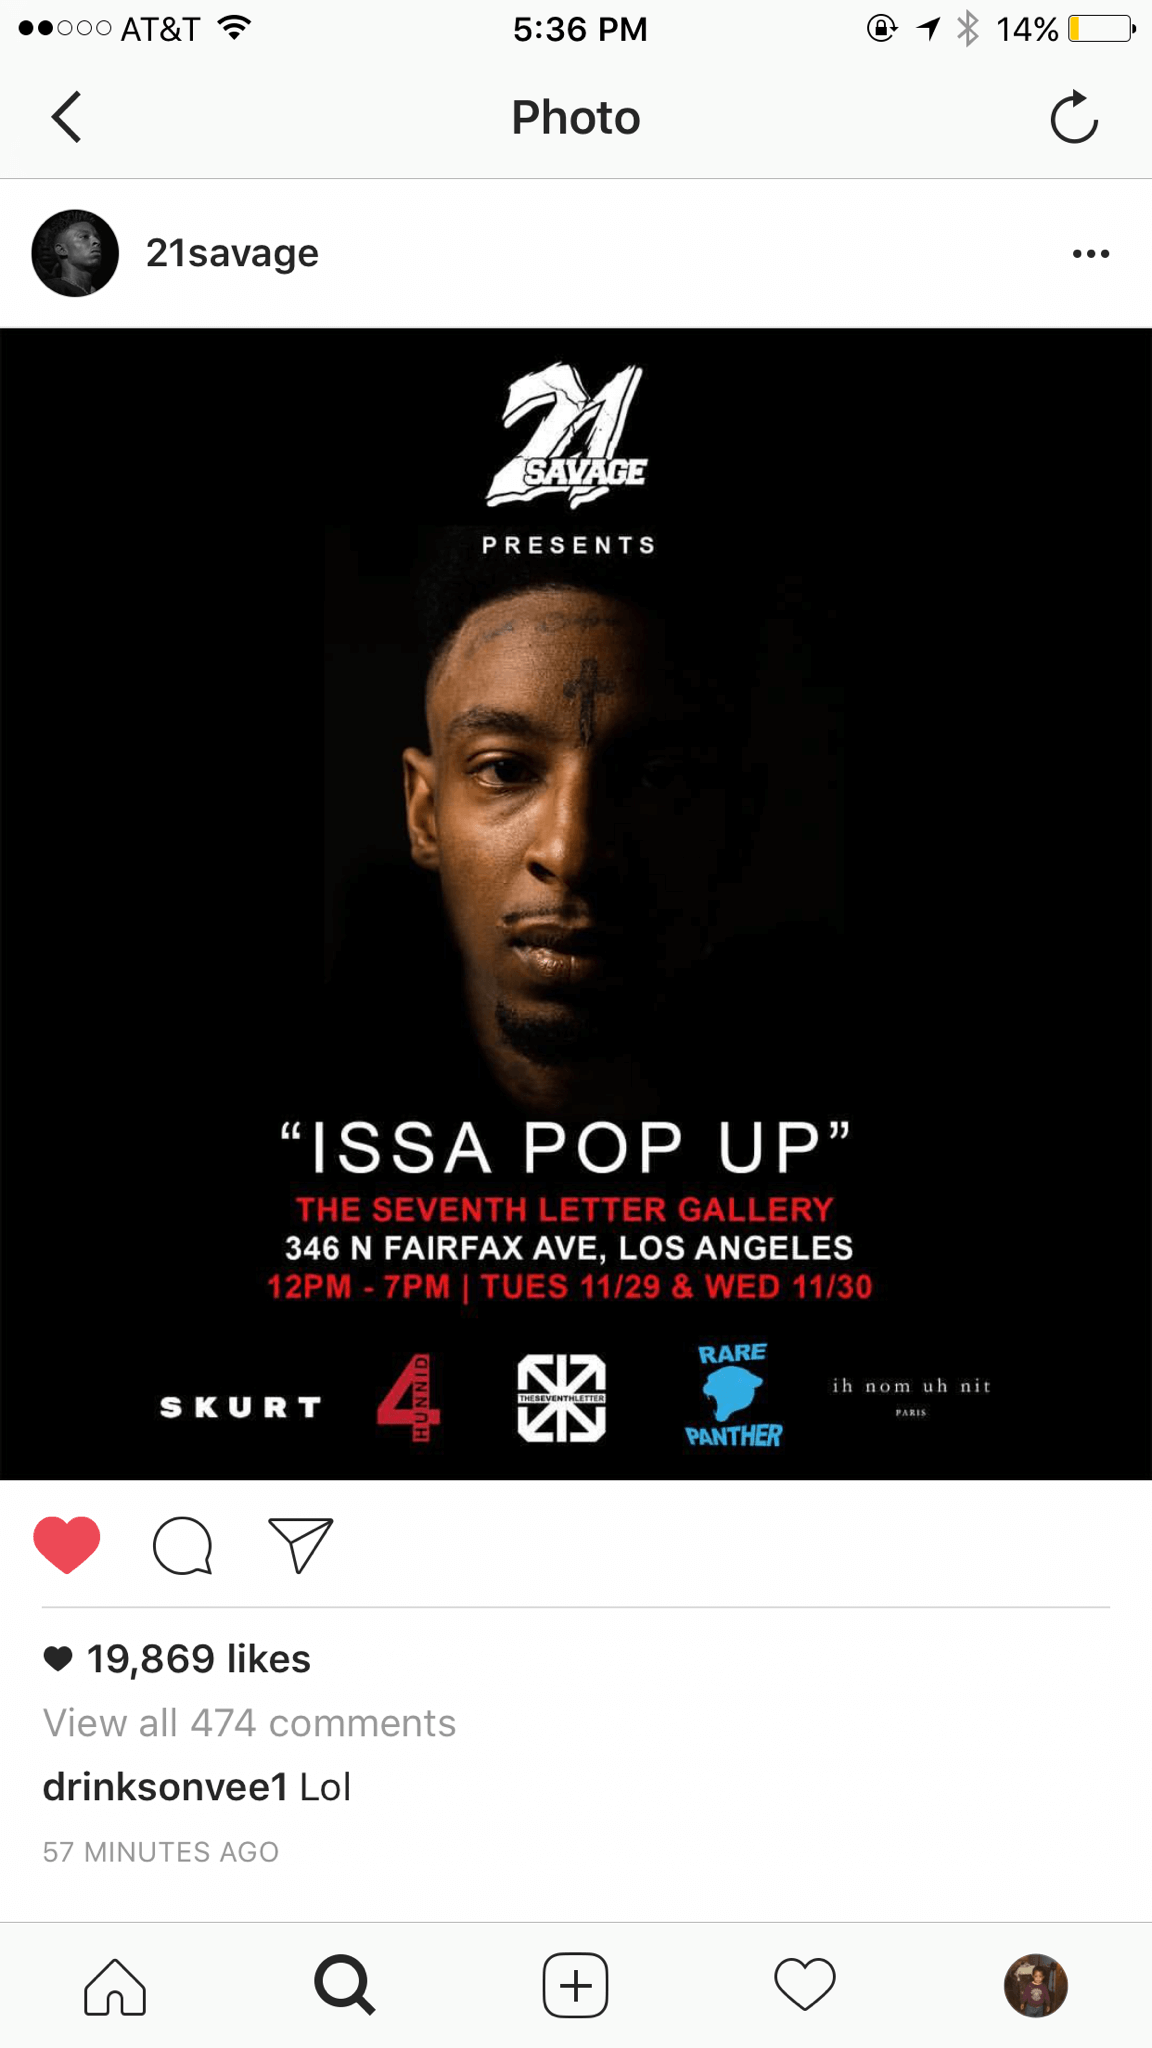 AT&T 5:36 PM 14%
Photo
21savage
21
SAVAGE
PRESENTS
“ISSA POP UP”
THE SEVENTH LETTER GALLERY
346 N FAIRFAX AVE, LOS ANGELES
12PM - 7PM | TUES 11/29 & WED 11/30
SKURT
4HUNNID
THESEVENTHLETTER
RARE
PANTHER
ih nom uh nit
PARIS
19,869 likes
View all 474 comments
drinksonvee1 Lol
57 MINUTES AGO